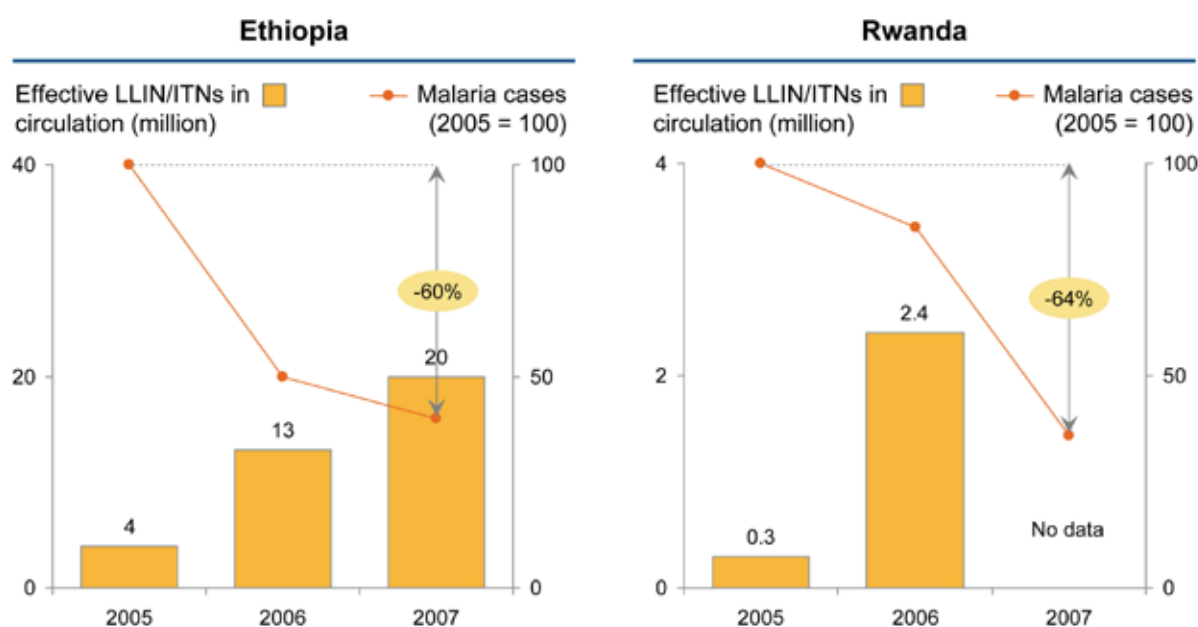 Ethiopia
Effective LLIN/ITNs in
circulation (million)
Malaria cases
(2005 = 100)
40
20
0
100
50
0
-60%
4
13
20
2005
2006
2007
Rwanda
Effective LLIN/ITNs in
circulation (million)
Malaria cases
(2005 = 100)
4
2
0
100
50
0
-64%
0.3
2.4
No data
2005
2006
2007